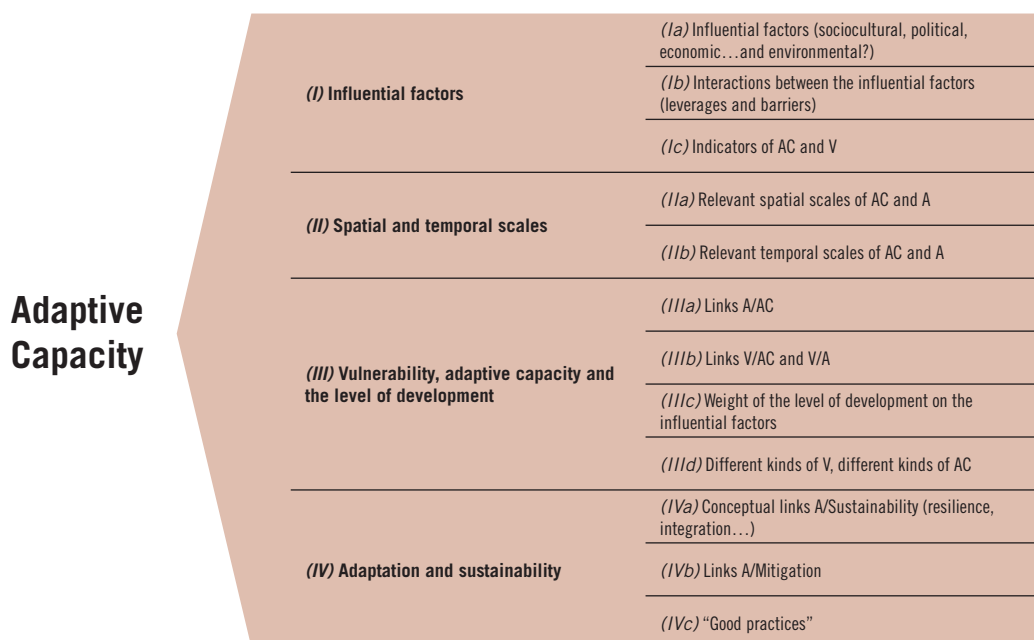 Adaptive
Capacity
(I) Influential factors
(Ia) Influential factors (sociocultural, political,
economic…and environmental?)
(Ib) Interactions between the influential factors
(leverages and barriers)
(Ic) Indicators of AC and V
(II) Spatial and temporal scales
(IIa) Relevant spatial scales of AC and A
(IIb) Relevant temporal scales of AC and A
(III) Vulnerability, adaptive capacity and
the level of development
(IIIa) Links A/AC
(IIIb) Links V/AC and V/A
(IIIc) Weight of the level of development on the
influential factors
(IIId) Different kinds of V, different kinds of AC
(IV) Adaptation and sustainability
(IVa) Conceptual links A/Sustainability (resilience,
integration…)
(IVb) Links A/Mitigation
(IVc) “Good practices”